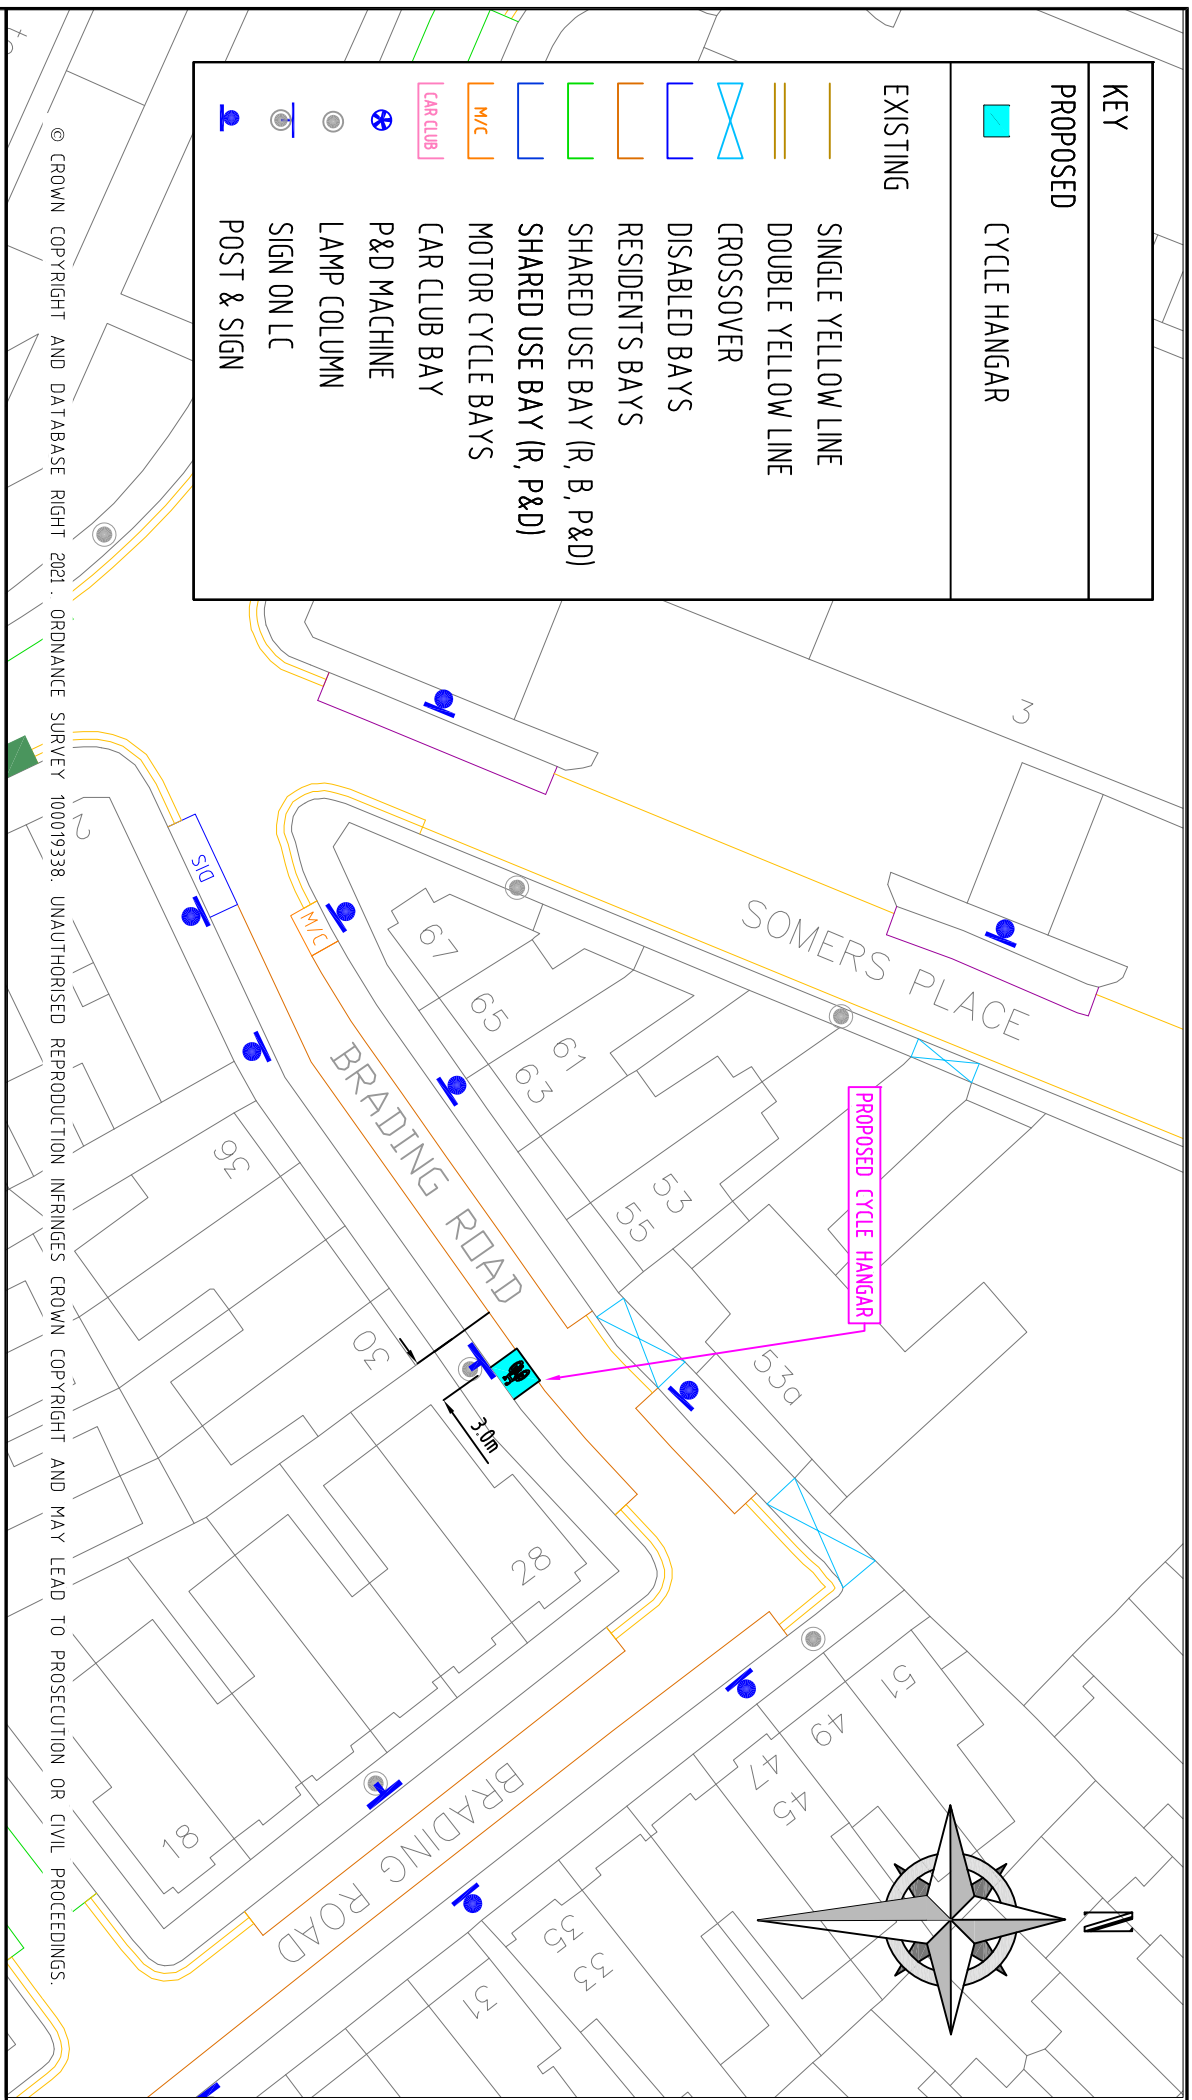 KEY
PROPOSED
CYCLE HANGAR
EXISTING
SINGLE YELLOW LINE
DOUBLE YELLOW LINE
CROSSOVER
DISABLED BAYS
RESIDENTS BAYS
SHARED USE BAY (R, B, P&D)
SHARED USE BAY (R, P&D)
M/C
MOTOR CYCLE BAYS
CAR CLUB
CAR CLUB BAY
P&D MACHINE
LAMP COLUMN
SIGN ON LC
POST & SIGN
N
3
SOMERS PLACE
PROPOSED CYCLE HANGAR
67
65
61
63
53
55
53a
51
49
47
45
M/C
BRADING ROAD
DIS
2
36
30
3.0m
28
18
BRADING ROAD
35
33
31
© CROWN COPYRIGHT AND DATABASE RIGHT 2021. ORDNANCE SURVEY 100019338. UNAUTHORISED REPRODUCTION INFRINGES CROWN COPYRIGHT AND MAY LEAD TO PROSECUTION OR CIVIL PROCEEDINGS.